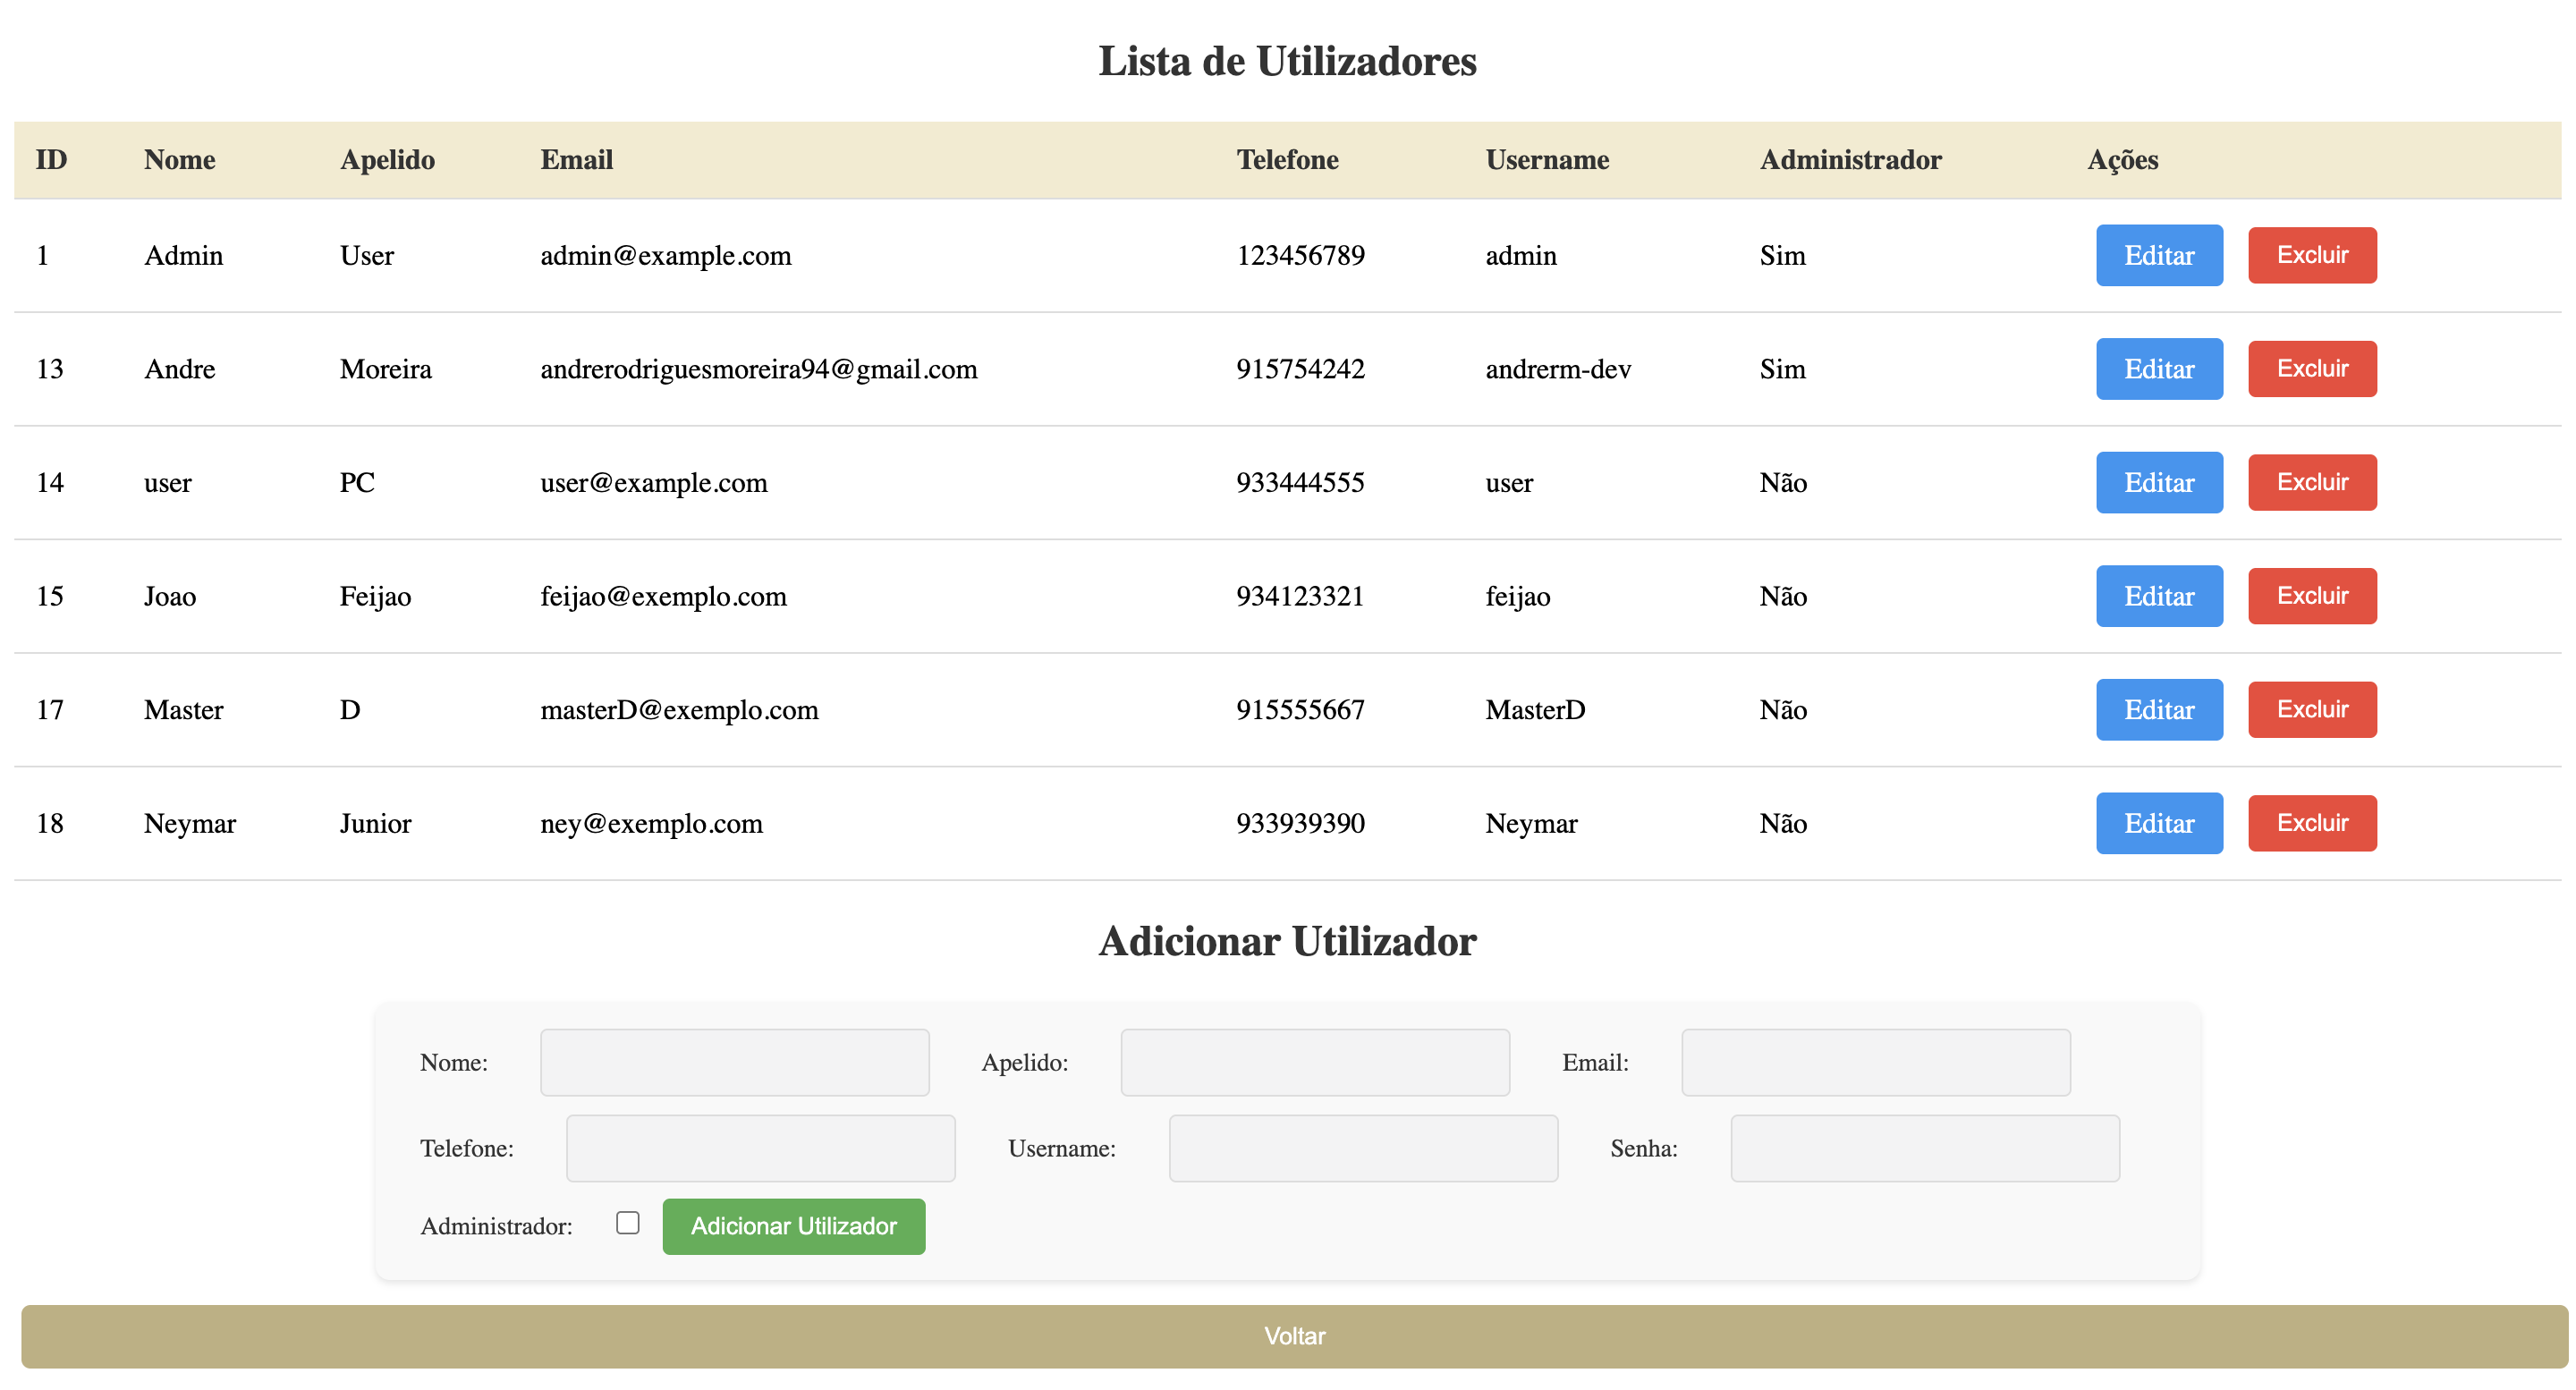 Lista de Utilizadores
ID Nome Apelido Email Telefone Username Administrador Ações
1 Admin User admin@example.com 123456789 admin Sim Editar Excluir
13 Andre Moreira andrerodriguesmoreira94@gmail.com 915754242 andrerm-dev Sim Editar Excluir
14 user PC user@example.com 933444555 user Não Editar Excluir
15 Joao Feijao feijao@exemplo.com 934123321 feijao Não Editar Excluir
17 Master D masterD@exemplo.com 915555667 MasterD Não Editar Excluir
18 Neymar Junior ney@exemplo.com 933939390 Neymar Não Editar Excluir
Adicionar Utilizador
Nome: Apelido: Email:
Telefone: Username: Senha:
Administrador: Adicionar Utilizador
Voltar